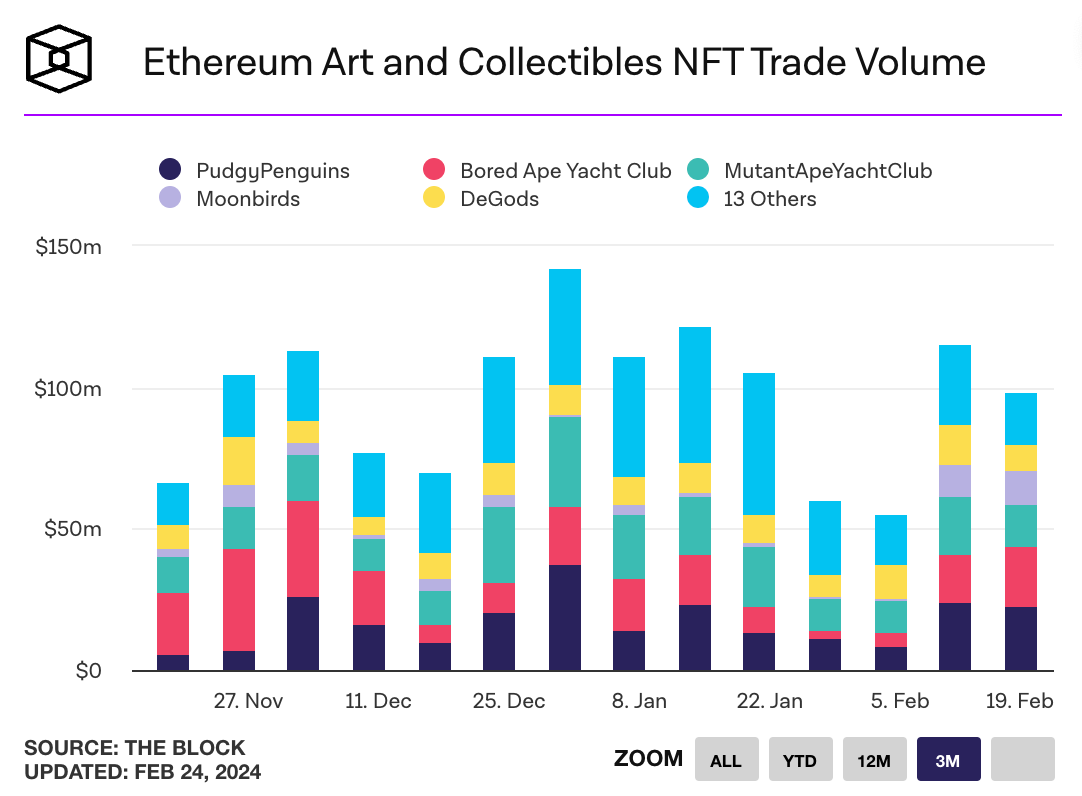 Ethereum Art and Collectibles NFT Trade Volume
PudgyPenguins
Bored Ape Yacht Club
MutantApeYachtClub
Moonbirds
DeGods
13 Others
$150m
$100m
$50m
$0
27. Nov
11. Dec
25. Dec
8. Jan
22. Jan
5. Feb
19. Feb
SOURCE: THE BLOCK
UPDATED: FEB 24, 2024
ZOOM
ALL
YTD
12M
3M